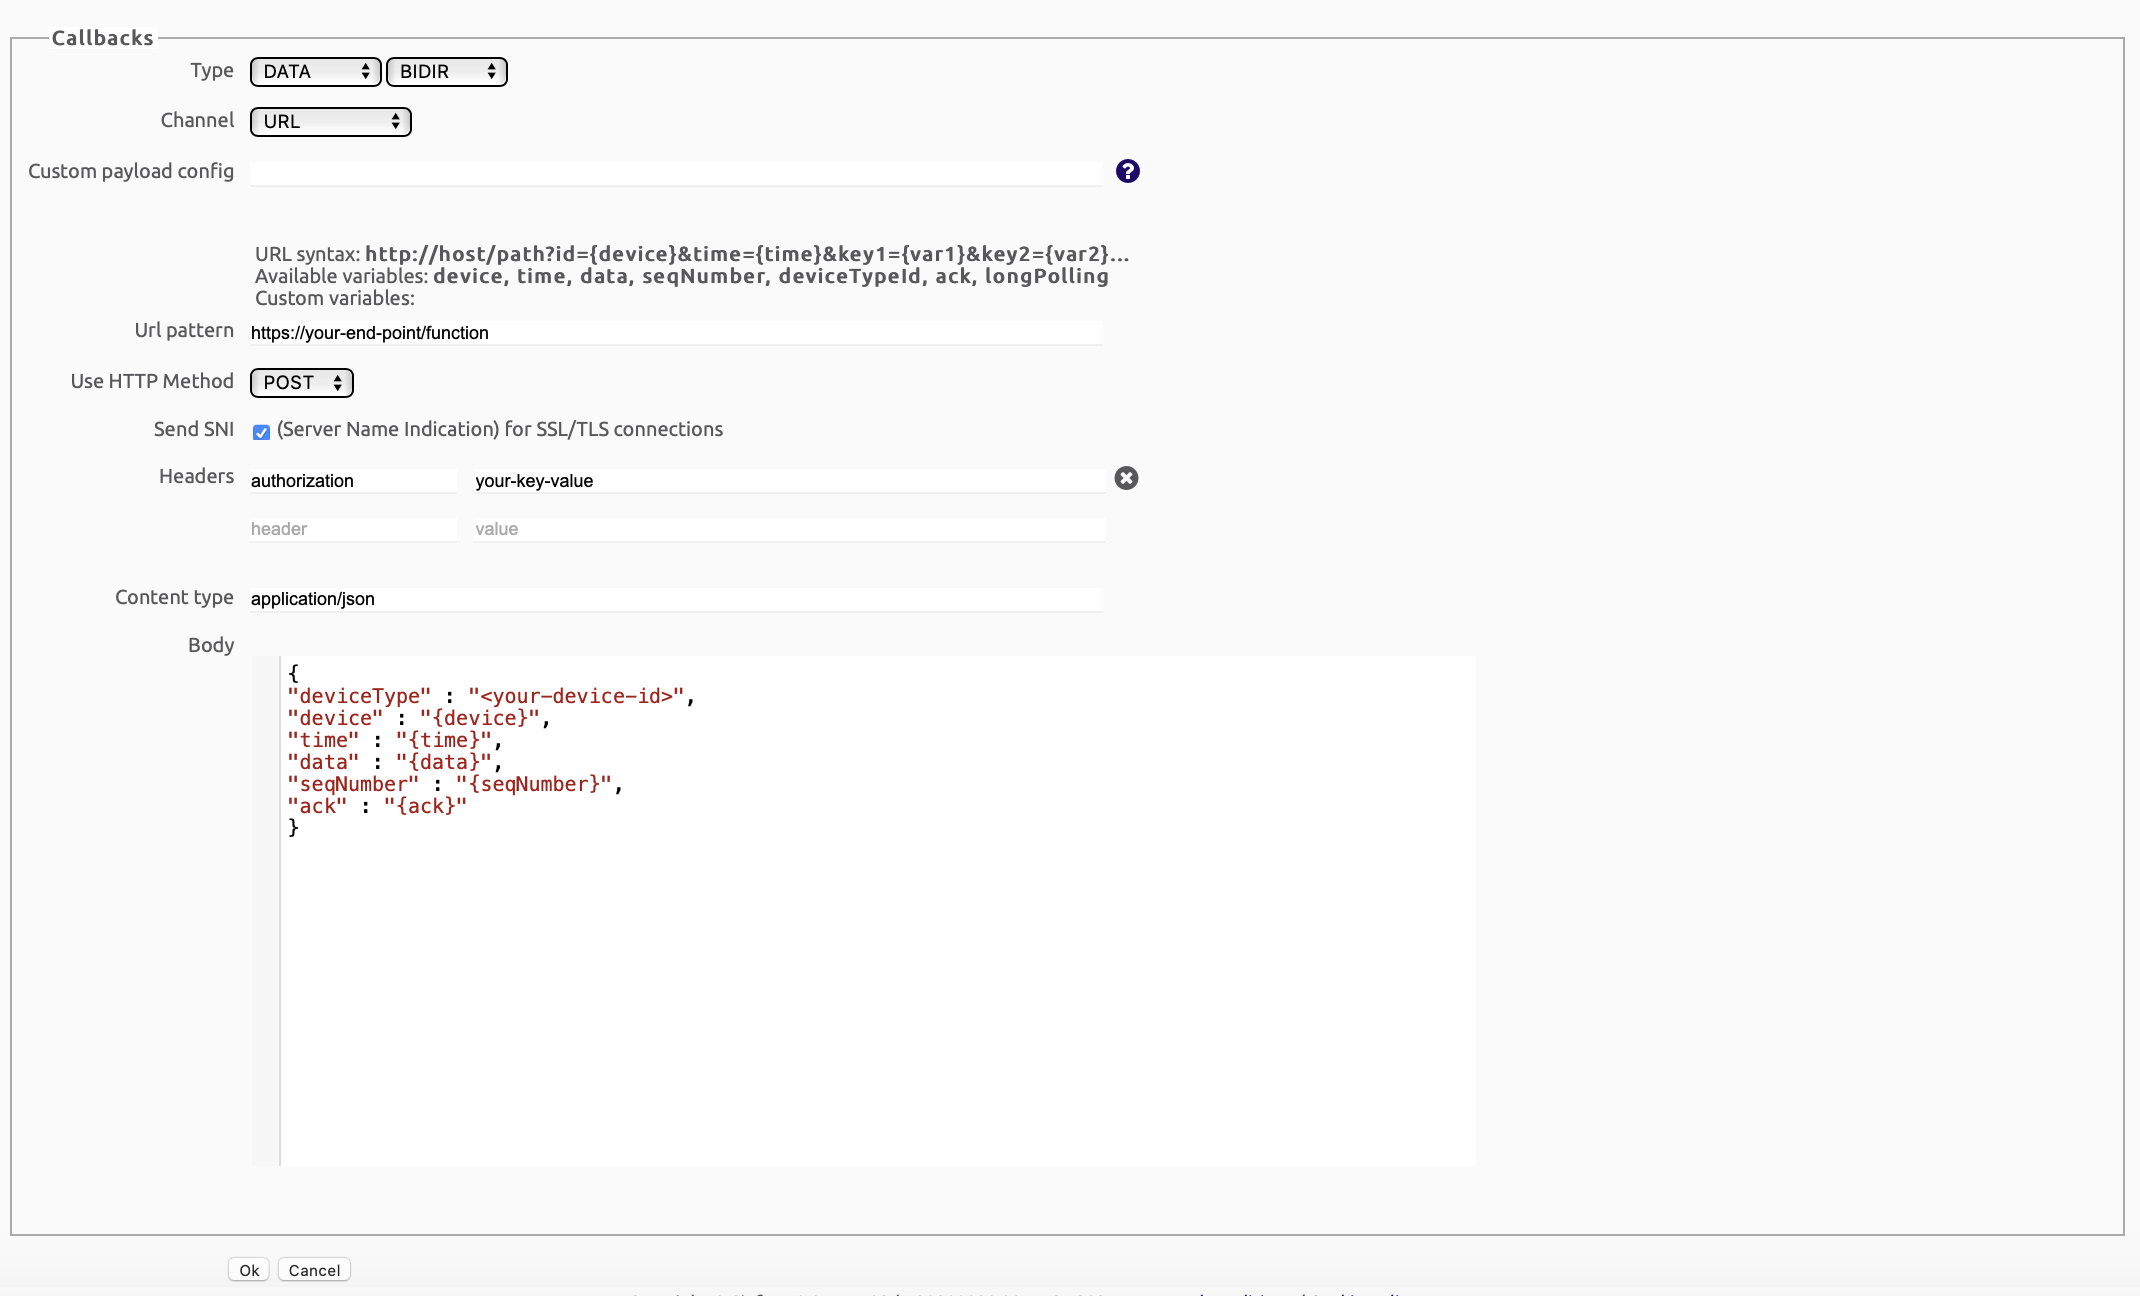 Callbacks
Type DATA BIDIR
Channel URL
Custom payload config ?
URL syntax: http://host/path?id={device}&time={time}&key1={var1}&key2={var2}...
Available variables: device, time, data, seqNumber, deviceTypeId, ack, longPolling
Custom variables:
Url pattern https://your-end-point/function
Use HTTP Method POST
Send SNI (Server Name Indication) for SSL/TLS connections
Headers authorization your-key-value
header value
Content type application/json
Body
{
"deviceType" : "<your-device-id>",
"device" : "{device}",
"time" : "{time}",
"data" : "{data}",
"seqNumber" : "{seqNumber}",
"ack" : "{ack}"
}
Ok Cancel